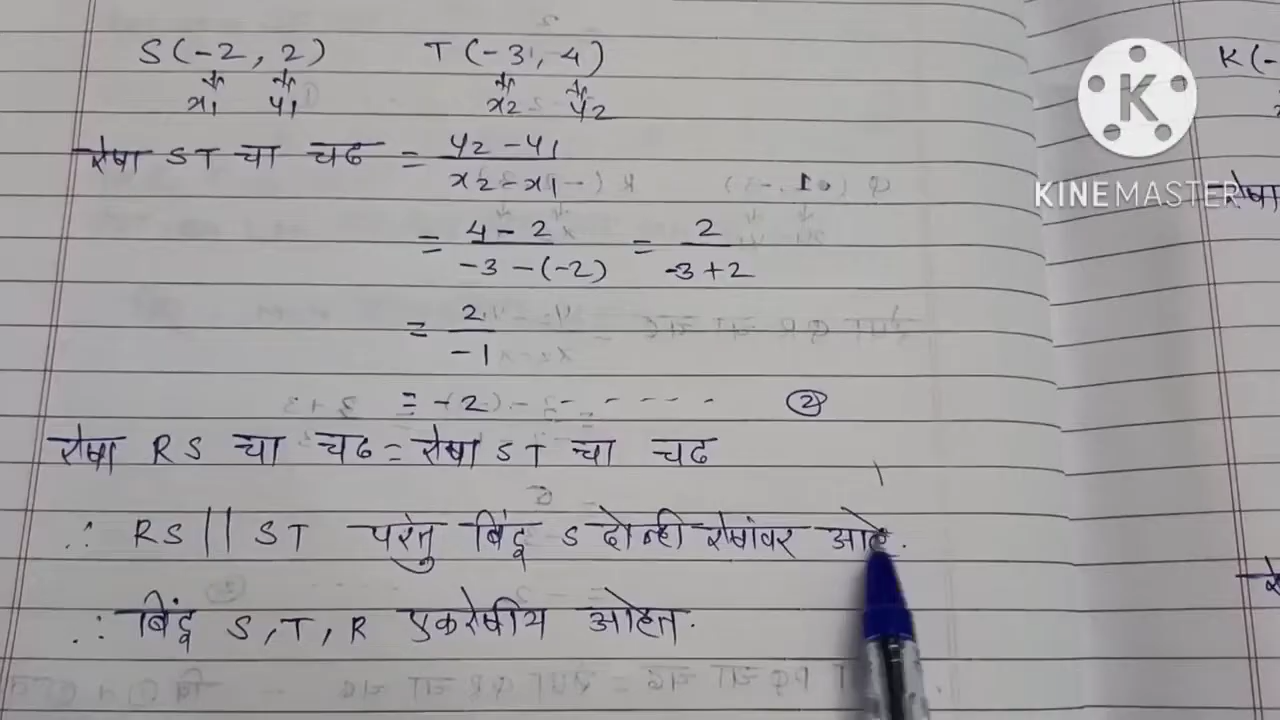 S(-2, 2) T(-3, 4)
x1 y1 x2 y2
रेषा ST चा चढ = y2 - y1 / x2 - x1
= 4 - 2 / -3 - (-2) = 2 / -3 + 2
= 2 / -1
= -2 - - - - - - ②
रेषा RS चा चढ = रेषा ST चा चढ
∴ RS || ST परंतु बिंदू S दोन्ही रेषांवर आहे.
∴ बिंदू S, T, R एकरेषीय आहेत.
K(-
रेषा
K
KINEMASTER